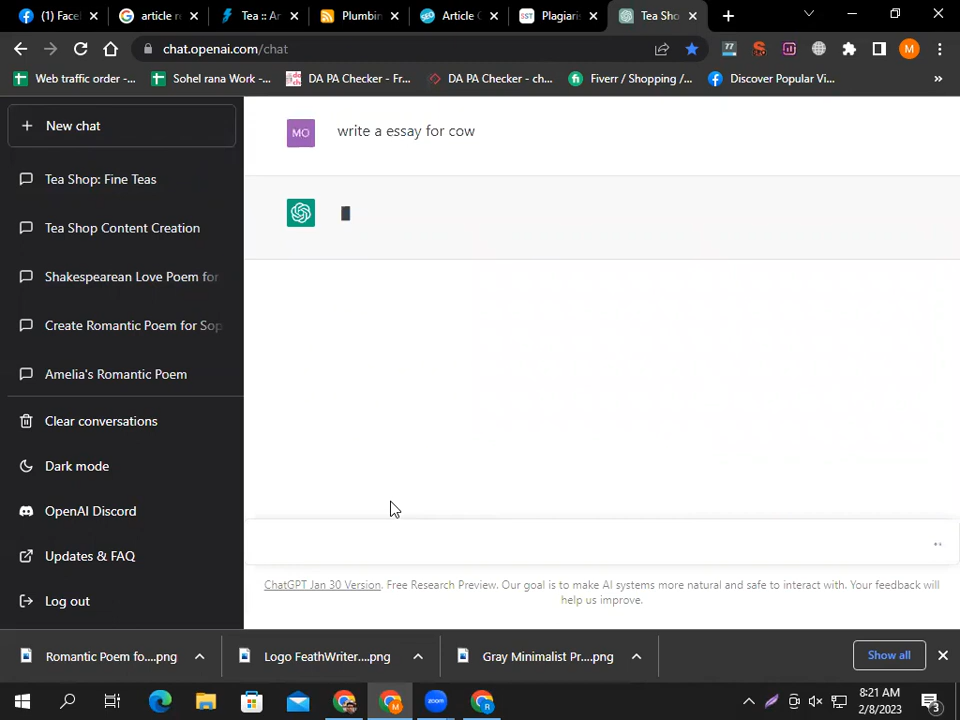 (1) Face
article r
Tea :: Ar
Plumbin
Article C
Plagiaris
Tea Sho
chat.openai.com/chat
M
Web traffic order -...
Sohel rana Work -...
DA PA Checker - Fr...
DA PA Checker - ch...
Fiverr / Shopping /...
Discover Popular Vi...
»
New chat
MO
write a essay for cow
Tea Shop: Fine Teas
Tea Shop Content Creation
Shakespearean Love Poem for
Create Romantic Poem for Sop
Amelia's Romantic Poem
Clear conversations
Dark mode
OpenAI Discord
Updates & FAQ
Log out
ChatGPT Jan 30 Version. Free Research Preview. Our goal is to make AI systems more natural and safe to interact with. Your feedback will
help us improve.
Romantic Poem fo....png
Logo FeathWriter....png
Gray Minimalist Pr....png
Show all
zoom
8:21 AM
2/8/2023
3